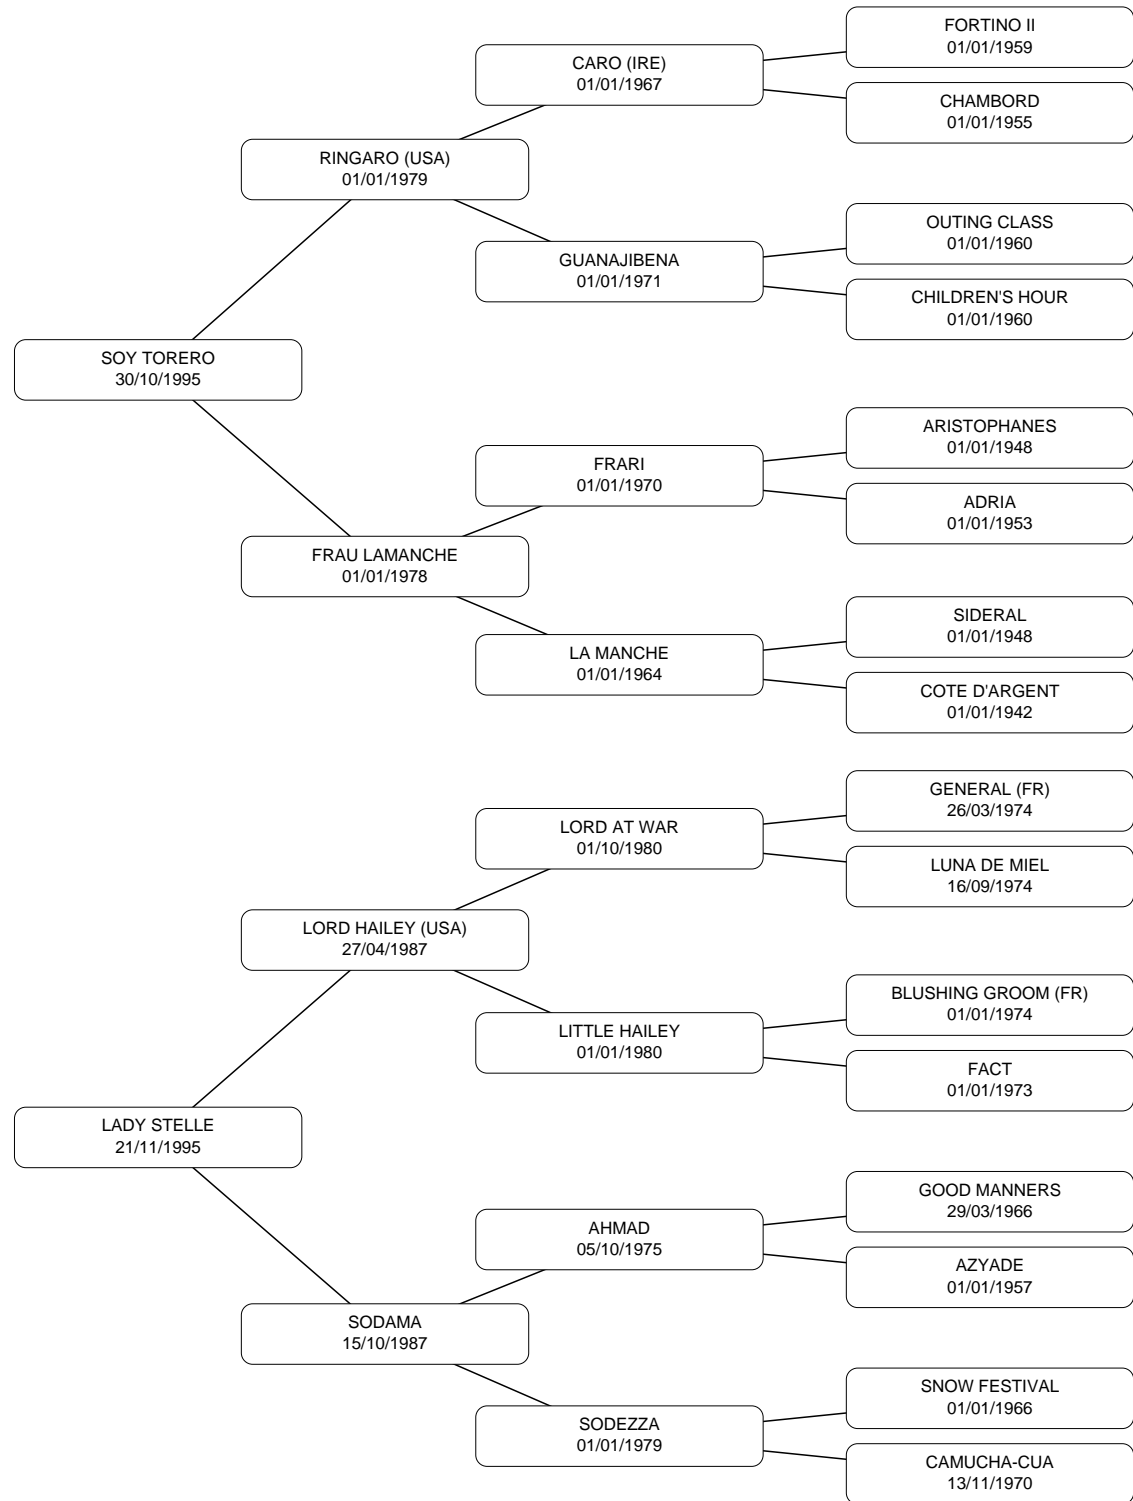 FORTINO II
01/01/1959
CARO (IRE)
01/01/1967
CHAMBORD
01/01/1955
RINGARO (USA)
01/01/1979
OUTING CLASS
01/01/1960
GUANAJIBENA
01/01/1971
CHILDREN'S HOUR
01/01/1960
SOY TORERO
30/10/1995
ARISTOPHANES
01/01/1948
FRARI
01/01/1970
ADRIA
01/01/1953
FRAU LAMANCHE
01/01/1978
SIDERAL
01/01/1948
LA MANCHE
01/01/1964
COTE D'ARGENT
01/01/1942
GENERAL (FR)
26/03/1974
LORD AT WAR
01/10/1980
LUNA DE MIEL
16/09/1974
LORD HAILEY (USA)
27/04/1987
BLUSHING GROOM (FR)
01/01/1974
LITTLE HAILEY
01/01/1980
FACT
01/01/1973
LADY STELLE
21/11/1995
GOOD MANNERS
29/03/1966
AHMAD
05/10/1975
AZYADE
01/01/1957
SODAMA
15/10/1987
SNOW FESTIVAL
01/01/1966
SODEZZA
01/01/1979
CAMUCHA-CUA
13/11/1970